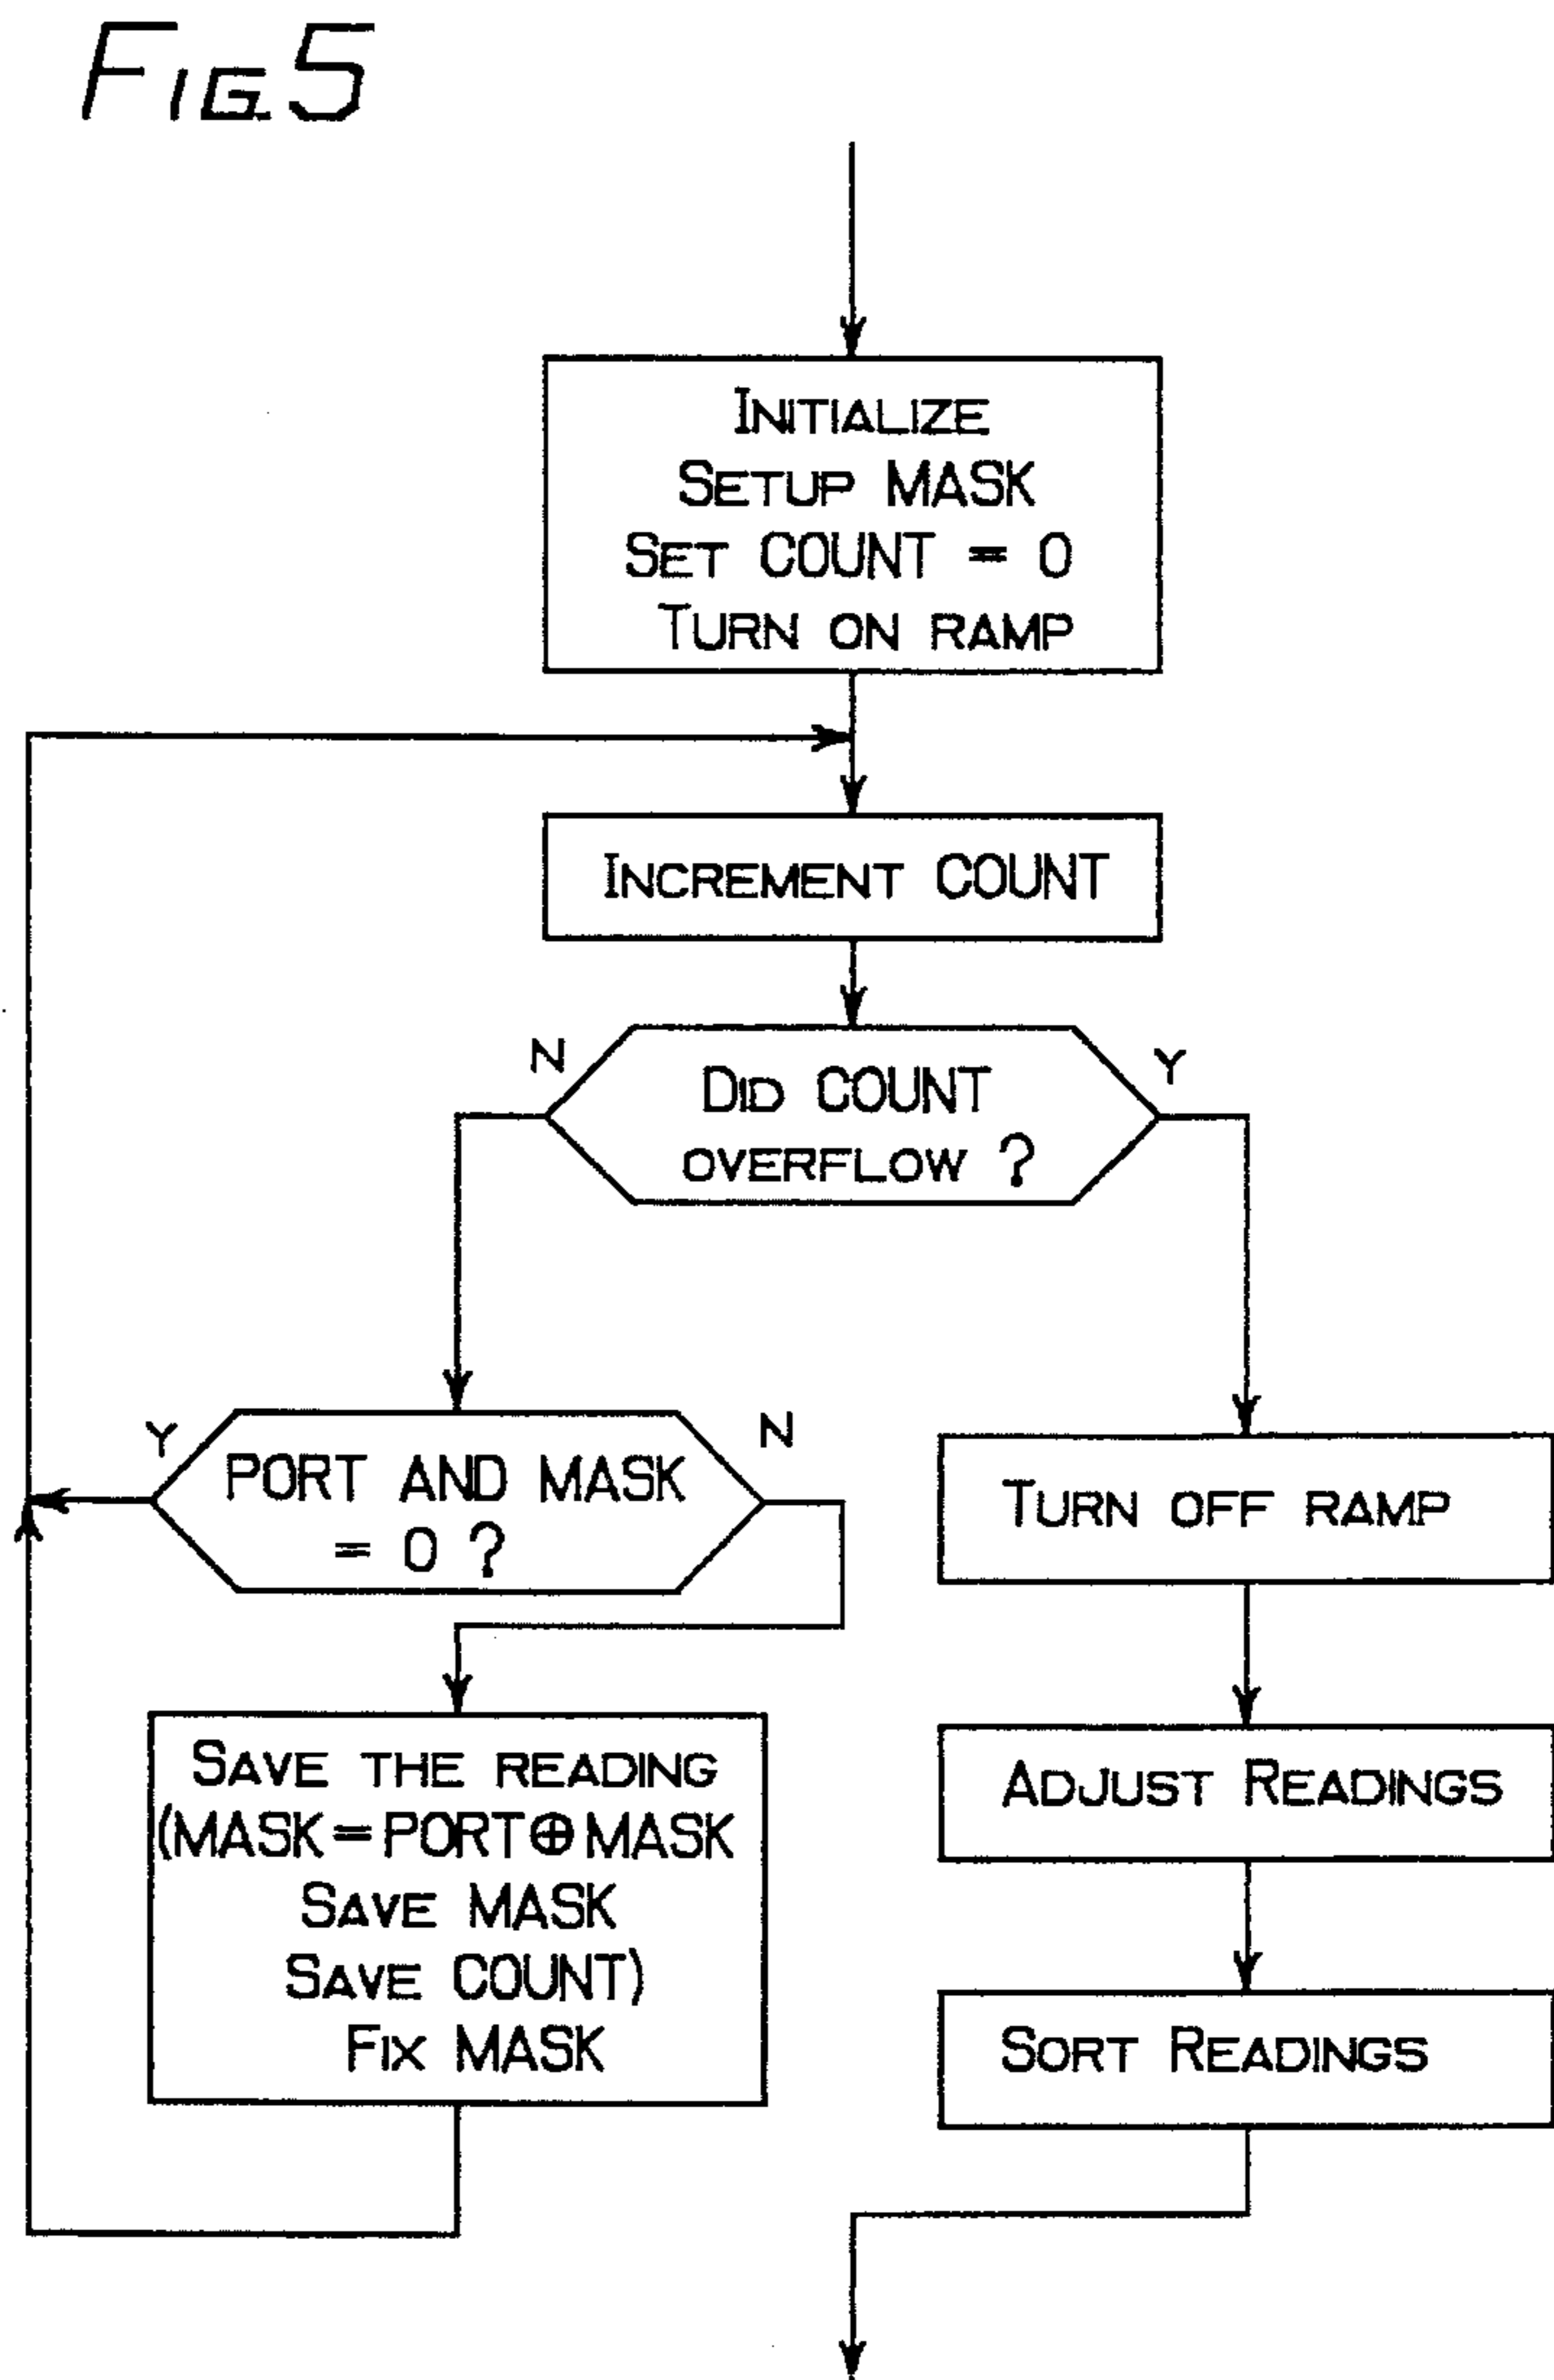 FIG.5
INITIALIZE
SETUP MASK
SET COUNT = 0
TURN ON RAMP
INCREMENT COUNT
N
Y
DID COUNT
OVERFLOW ?
Y
N
PORT AND MASK
= 0 ?
TURN OFF RAMP
SAVE THE READING
(MASK=PORT⊕MASK
SAVE MASK
SAVE COUNT)
FIX MASK
ADJUST READINGS
SORT READINGS